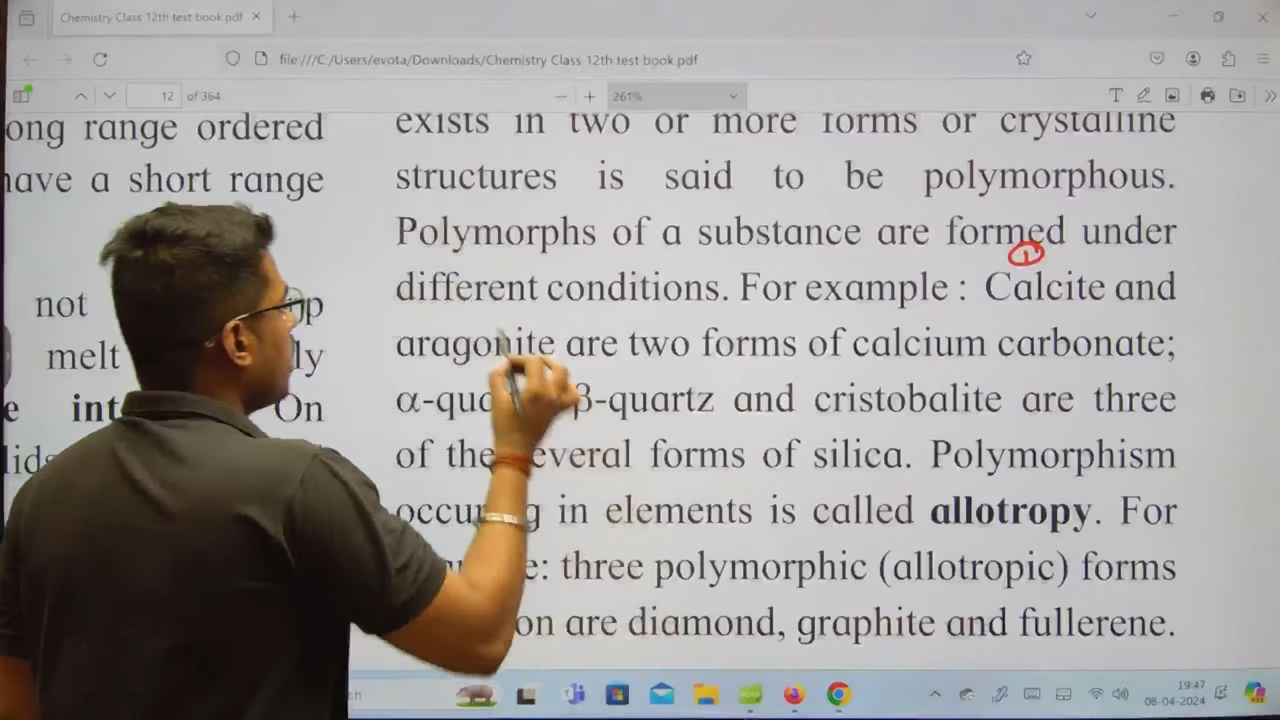 Chemistry Class 12th test book.pdf
file:///C:/Users/evota/Downloads/Chemistry Class 12th test book.pdf
12 of 364
261%
ong range ordered
have a short range
not
melt ly
e int On
exists in two or more forms or crystalline
structures is said to be polymorphous.
Polymorphs of a substance are formed under
1
different conditions. For example : Calcite and
aragonite are two forms of calcium carbonate;
β-quartz and cristobalite are three
of the several forms of silica. Polymorphism
in elements is called allotropy. For
e: three polymorphic (allotropic) forms
on are diamond, graphite and fullerene.
19:47
08-04-2024